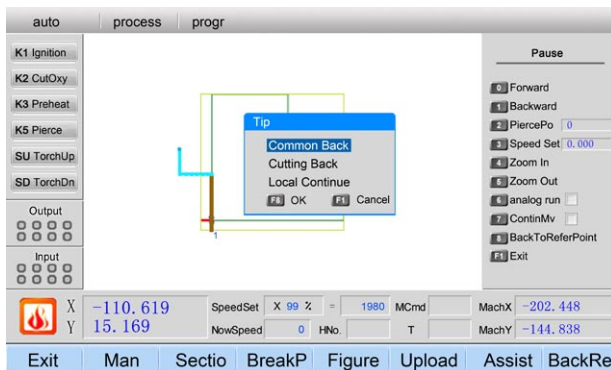 auto process progr
K1 Ignition
K2 CutOxy
K3 Preheat
K5 Pierce
SU TorchUp
SD TorchDn
Output
Input
1
Tip
Common Back
Cutting Back
Local Continue
F8 OK F1 Cancel
Pause
0 Forward
1 Backward
2 PiercePo 0
3 Speed Set 0.000
4 Zoom In
5 Zoom Out
6 analog run
7 ContinMv
8 BackToReferPoint
F1 Exit
X -110.619 SpeedSet X 99 % = 1980 MCmd MachX -202.448
Y 15.169 NowSpeed 0 HNo. T MachY -144.838
Exit Man Sectio BreakP Figure Upload Assist BackRe